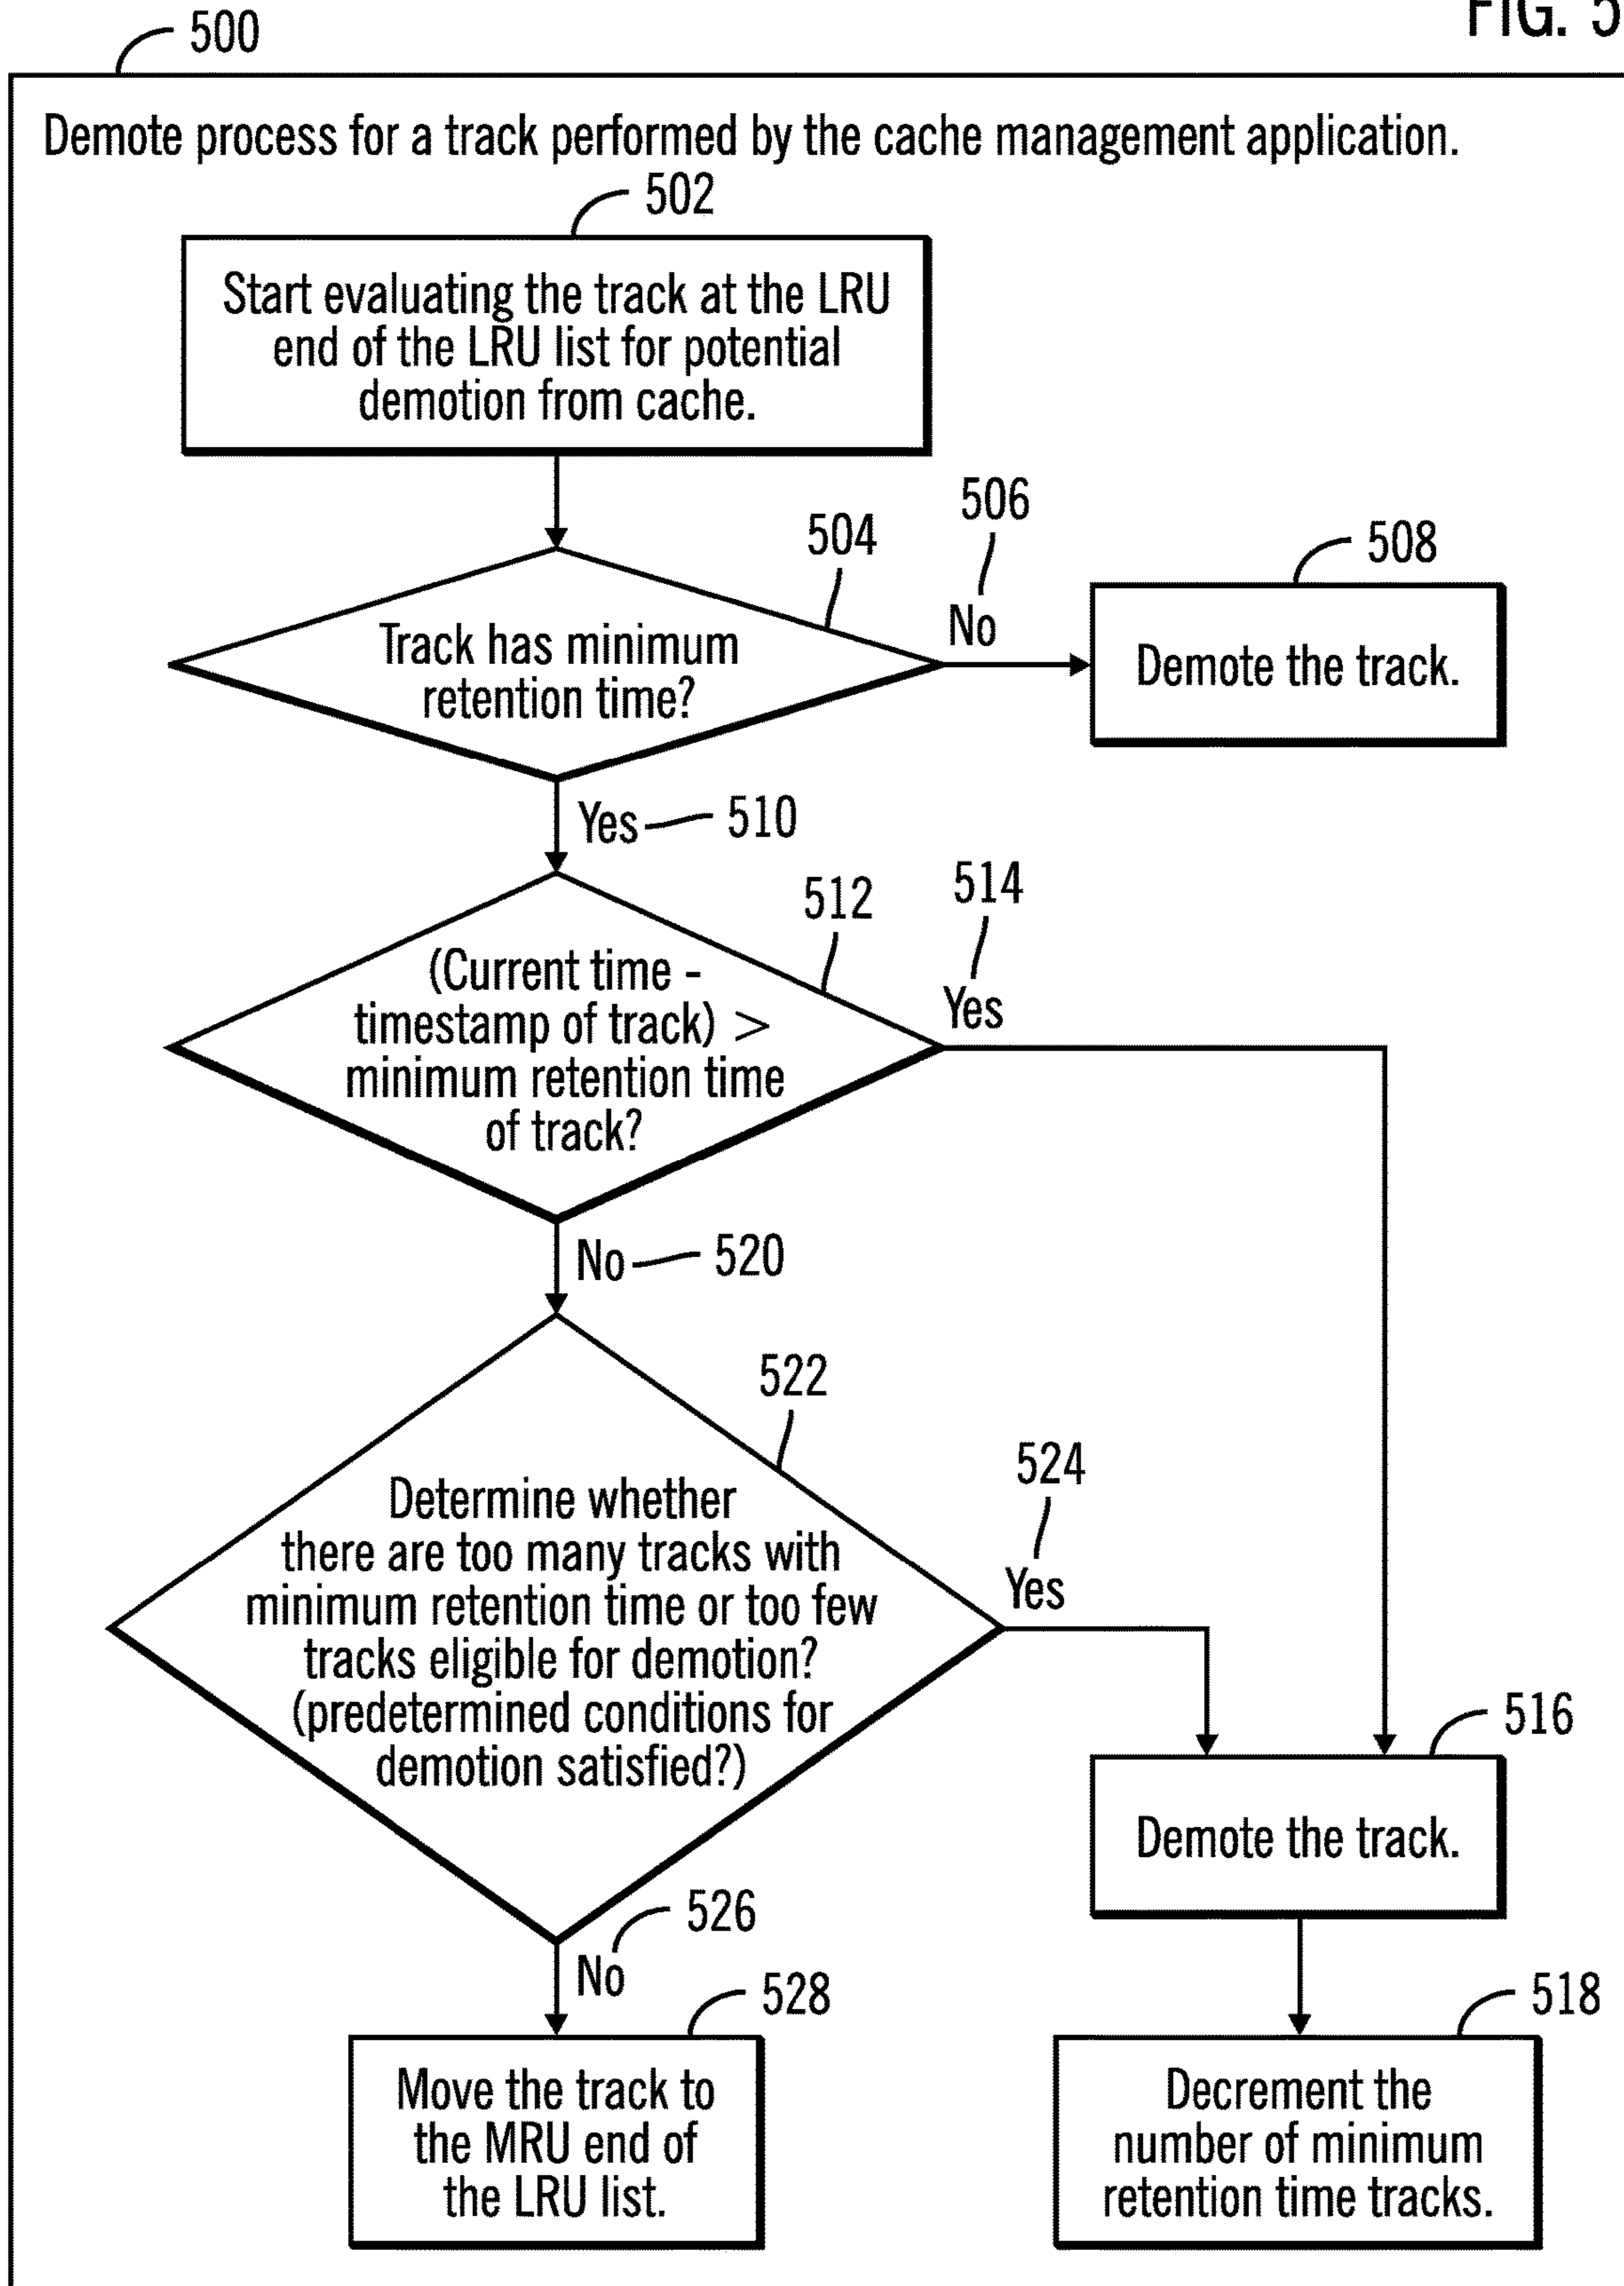 FIG. 5
500
Demote process for a track performed by the cache management application.
502
Start evaluating the track at the LRU
end of the LRU list for potential
demotion from cache.
504
506
No
508
Track has minimum
retention time?
Demote the track.
Yes
510
512
514
Yes
(Current time -
timestamp of track) >
minimum retention time
of track?
No
520
522
524
Yes
Determine whether
there are too many tracks with
minimum retention time or too few
tracks eligible for demotion?
(predetermined conditions for
demotion satisfied?)
516
Demote the track.
526
No
528
518
Move the track to
the MRU end of
the LRU list.
Decrement the
number of minimum
retention time tracks.